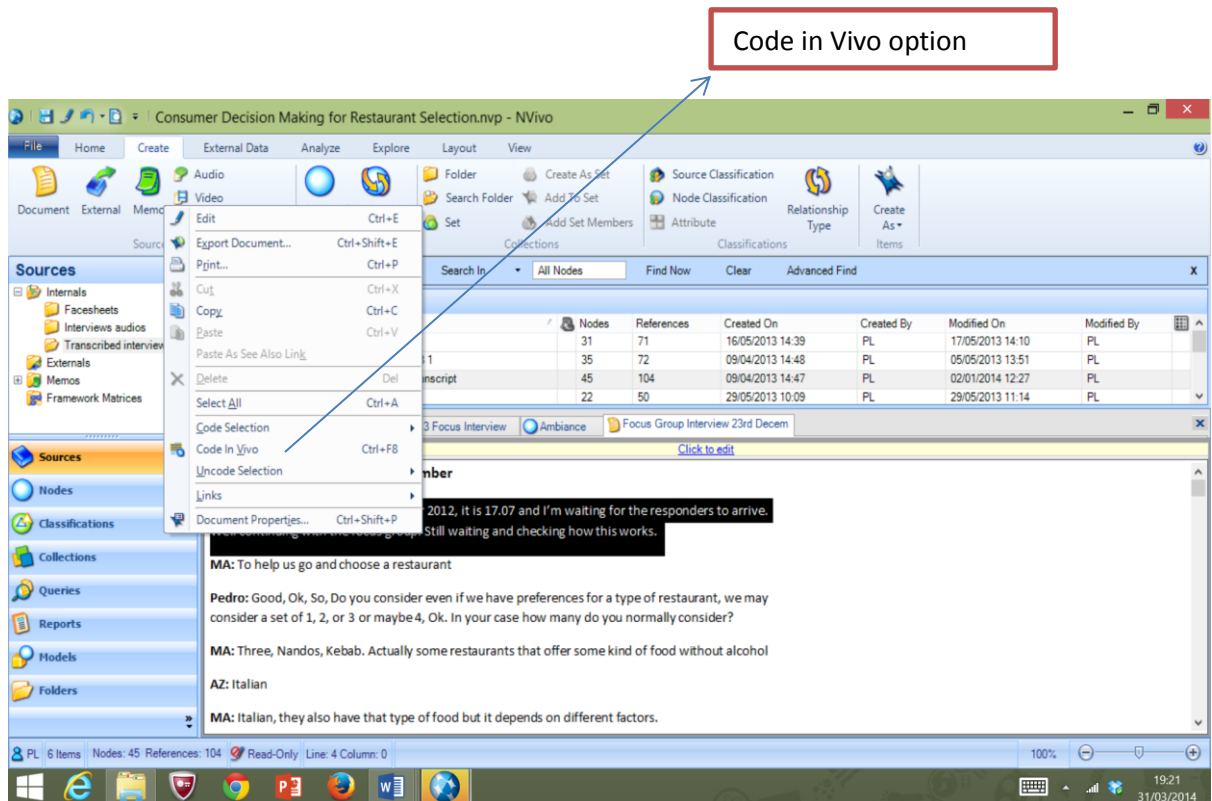 Code in Vivo option
Consumer Decision Making for Restaurant Selection.nvp - NVivo
File Home Create External Data Analyze Explore Layout View
Audio
Video
Document External
Folder Create As Set
Search Folder Add To Set
Set Add Set Members
Collections
Source Classification
Node Classification
Attribute
Relationship
Type
Classifications
Create
As
Items
Edit Ctrl+E
Export Document... Ctrl+Shift+E
Print... Ctrl+P
Cut Ctrl+X
Copy Ctrl+C
Paste Ctrl+V
Paste As See Also Link
Delete Del
Select All Ctrl+A
Code Selection
Code In Vivo Ctrl+F8
Uncode Selection
Links
Document Properties... Ctrl+Shift+P
Sources
Internals
Facesheets
Interviews audios
Transcribed interview
Externals
Memos
Framework Matrices
Search In All Nodes Find Now Clear Advanced Find X
Nodes References Created On Created By Modified On Modified By
31 71 16/05/2013 14:39 PL 17/05/2013 14:10 PL
1 35 72 09/04/2013 14:48 PL 05/05/2013 13:51 PL
45 104 09/04/2013 14:47 PL 02/01/2014 12:27 PL
22 50 29/05/2013 10:09 PL 29/05/2013 11:14 PL
3 Focus Interview Ambiance Focus Group Interview 23rd Decem
Click to edit
Sources
Nodes
Classifications
Collections
Queries
Reports
Models
Folders
2012, it is 17.07 and I'm waiting for the responders to arrive.
continuing with the focus group. Still waiting and checking how this works.
MA: To help us go and choose a restaurant
Pedro: Good, Ok, So, Do you consider even if we have preferences for a type of restaurant, we may
consider a set of 1, 2, or 3 or maybe 4, Ok. In your case how many do you normally consider?
MA: Three, Nandos, Kebab. Actually some restaurants that offer some kind of food without alcohol
AZ: Italian
MA: Italian, they also have that type of food but it depends on different factors.
PL 6 Items Nodes: 45 References: 104 Read-Only Line: 4 Column: 0 100%
19:21
31/03/2014